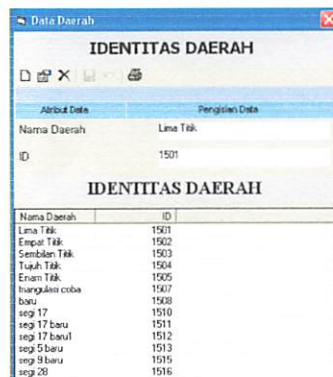 Data Daerah
IDENTITAS DAERAH
Atribut Data Pengisian Data
Nama Daerah Lima Titik
ID 1501
IDENTITAS DAERAH
Nama Daerah ID
Lima Titik 1501
Empat Titik 1502
Sembilan Titik 1503
Tujuh Titik 1504
Enam Titik 1505
triangulasi coba 1507
baru 1508
segi 17 1510
segi 17 baru 1511
segi 17 baru1 1512
segi 5 baru 1513
segi 9 baru 1515
segi 28 1516